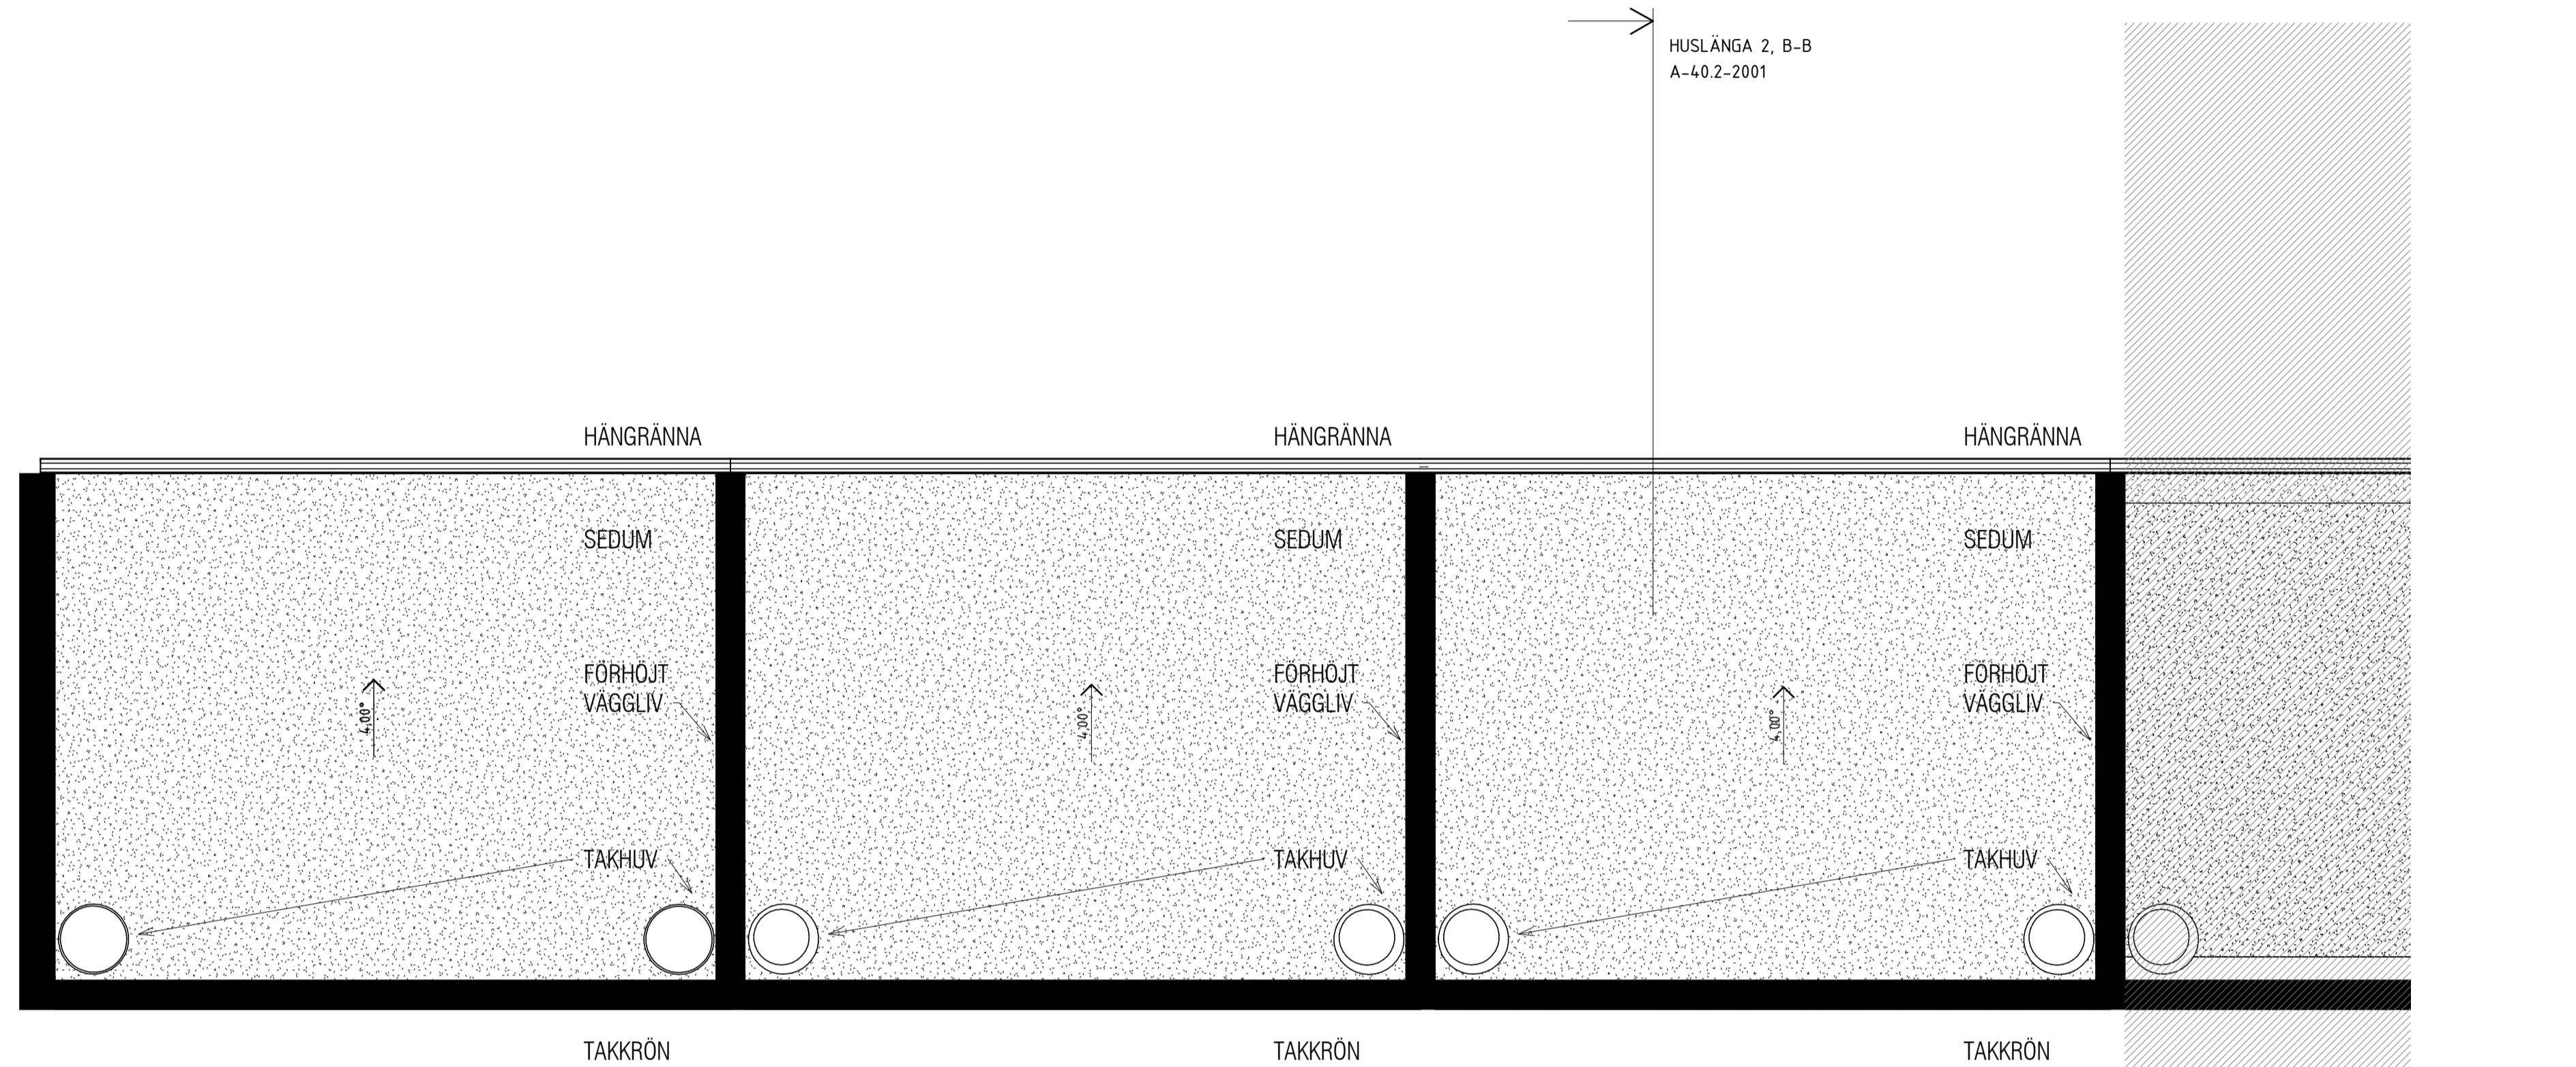 HUSLÄNGA 2, B-B
A-40.2-2001
HÄNGRÄNNA
HÄNGRÄNNA
HÄNGRÄNNA
SEDUM
SEDUM
SEDUM
FÖRHÖJT
VÄGGLIV
FÖRHÖJT
VÄGGLIV
FÖRHÖJT
VÄGGLIV
4,00°
4,00°
4,00°
TAKHUV
TAKHUV
TAKHUV
TAKKRÖN
TAKKRÖN
TAKKRÖN